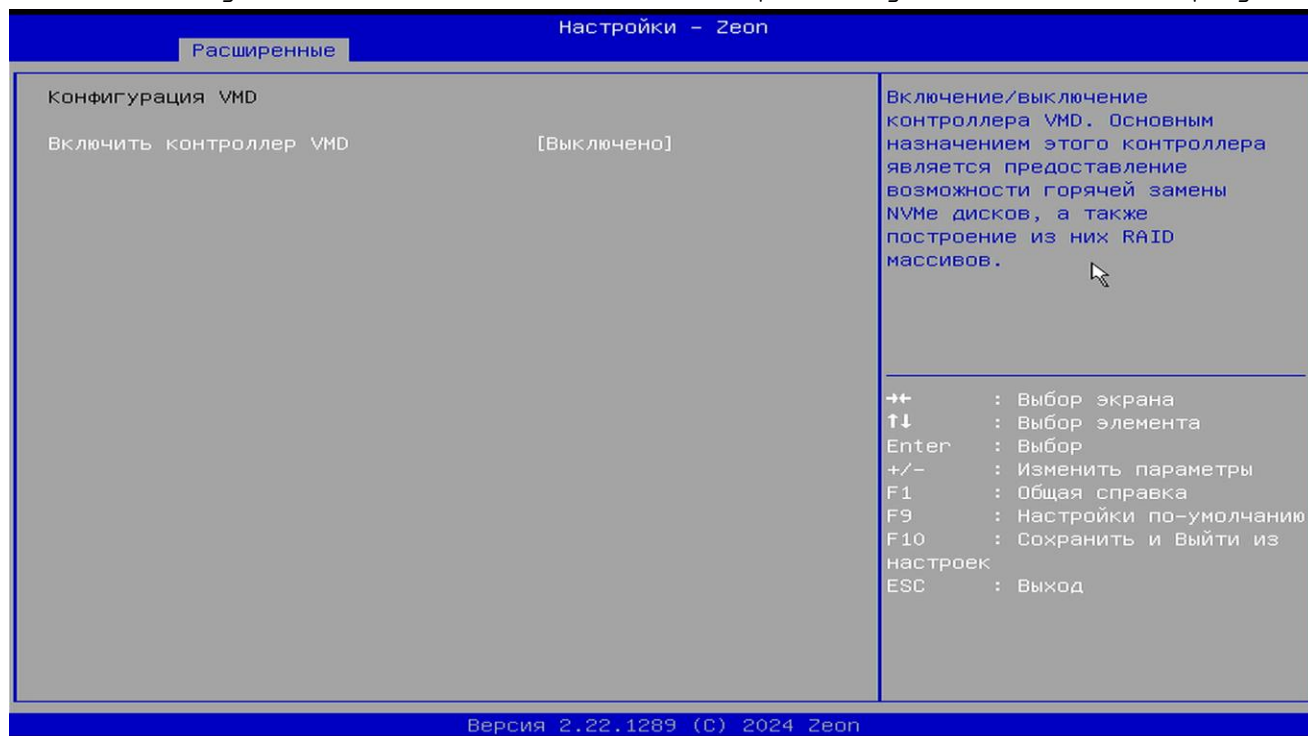 Настройки – Zeon
Расширенные
Конфигурация VMD
Включить контроллер VMD [Выключено]
Включение/выключение
контроллера VMD. Основным
назначением этого контроллера
является предоставление
возможности горячей замены
NVMe дисков, а также
построение из них RAID
массивов.
→← : Выбор экрана
↑↓ : Выбор элемента
Enter : Выбор
+/– : Изменить параметры
F1 : Общая справка
F9 : Настройки по-умолчанию
F10 : Сохранить и Выйти из
настроек
ESC : Выход
Версия 2.22.1289 (C) 2024 Zeon